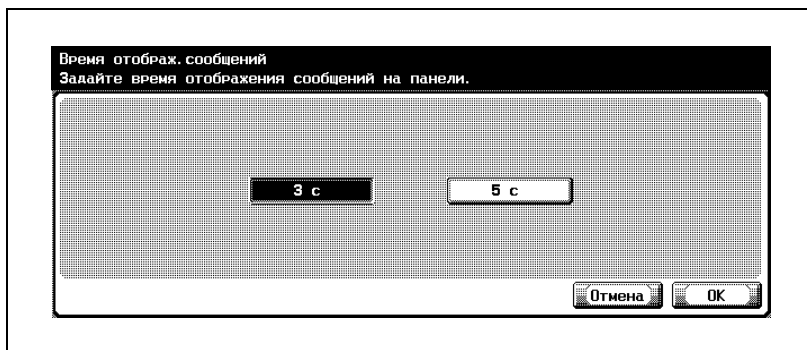 Время отображ.сообщений
Задайте время отображения сообщений на панели.
3 с
5 с
Отмена
OK